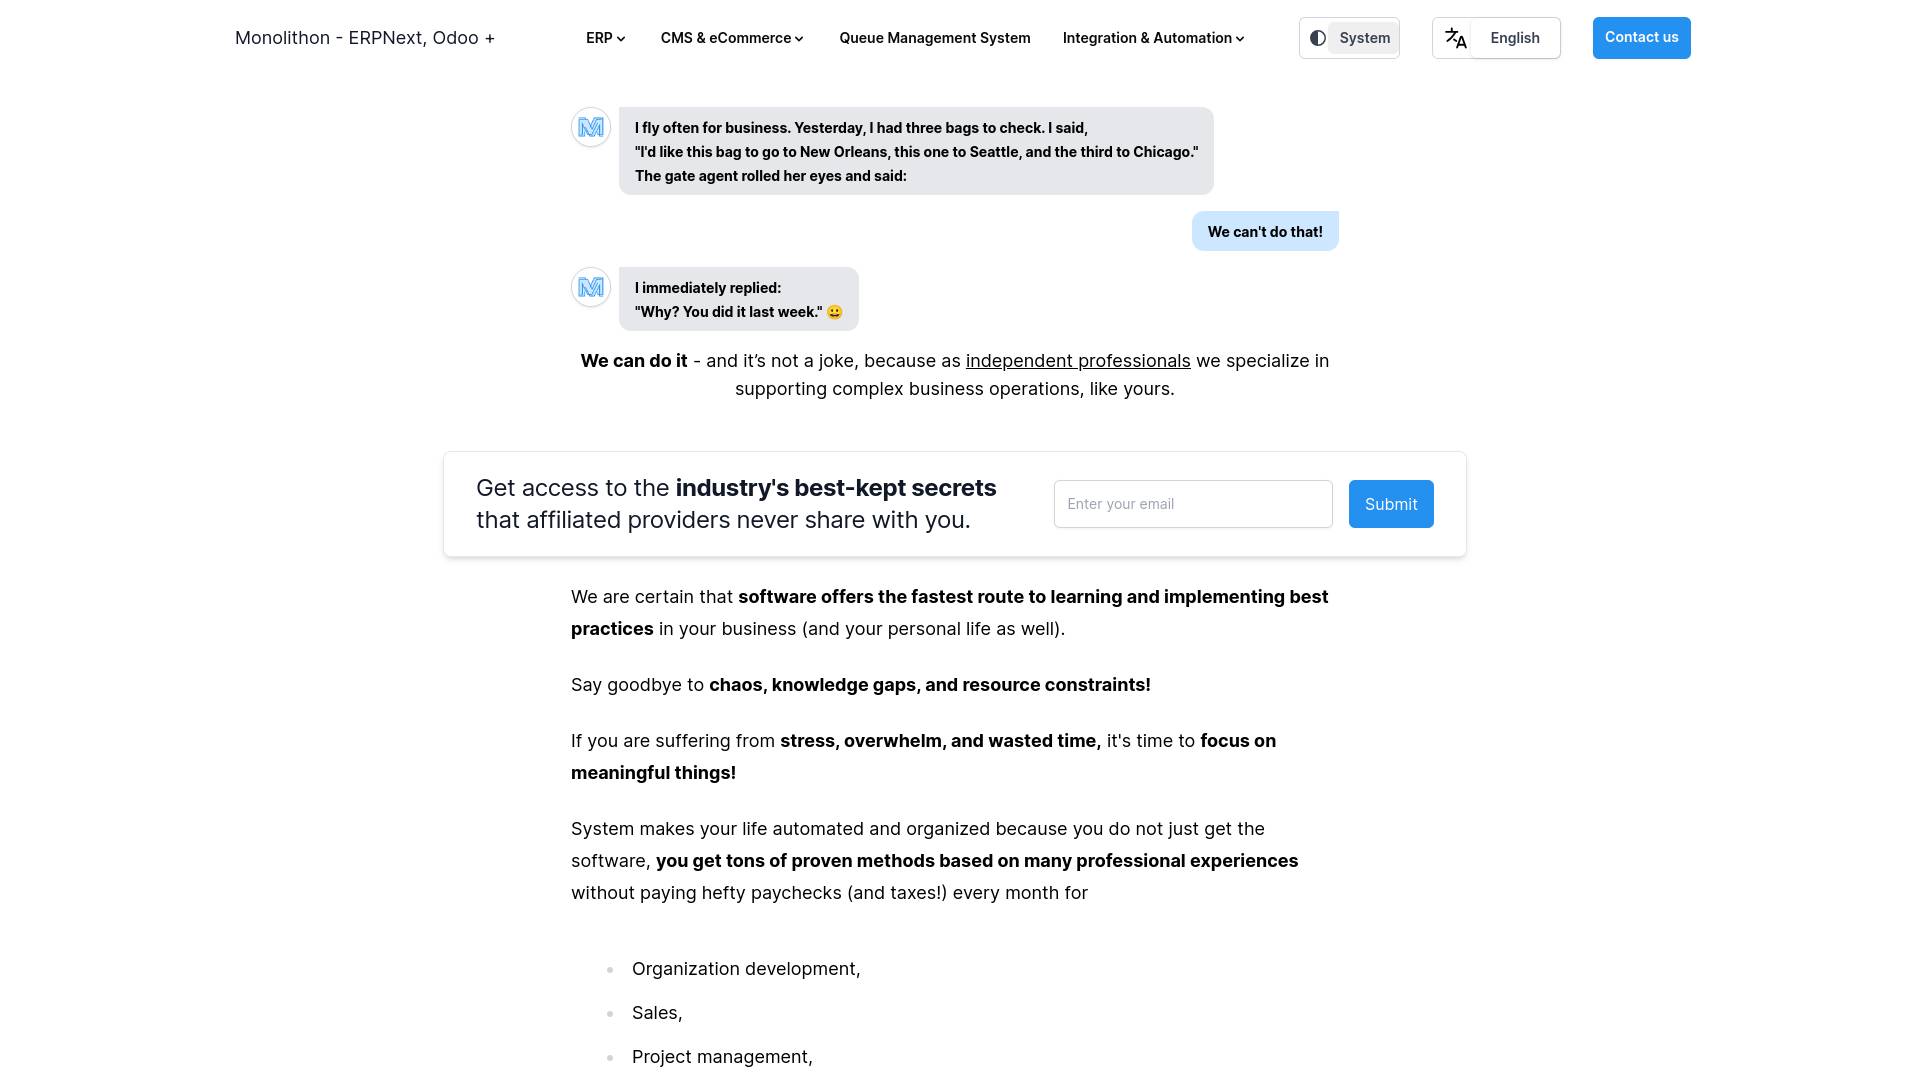 Monolithon - ERPNext, Odoo +
ERP
CMS & eCommerce
Queue Management System
Integration & Automation
System
English
Contact us
I fly often for business. Yesterday, I had three bags to check. I said,
"I'd like this bag to go to New Orleans, this one to Seattle, and the third to Chicago."
The gate agent rolled her eyes and said:
We can't do that!
I immediately replied:
"Why? You did it last week." 😀
We can do it - and it’s not a joke, because as independent professionals we specialize in
supporting complex business operations, like yours.
Get access to the industry's best-kept secrets
that affiliated providers never share with you.
Enter your email
Submit
We are certain that software offers the fastest route to learning and implementing best
practices in your business (and your personal life as well).
Say goodbye to chaos, knowledge gaps, and resource constraints!
If you are suffering from stress, overwhelm, and wasted time, it's time to focus on
meaningful things!
System makes your life automated and organized because you do not just get the
software, you get tons of proven methods based on many professional experiences
without paying hefty paychecks (and taxes!) every month for
Organization development,
Sales,
Project management,